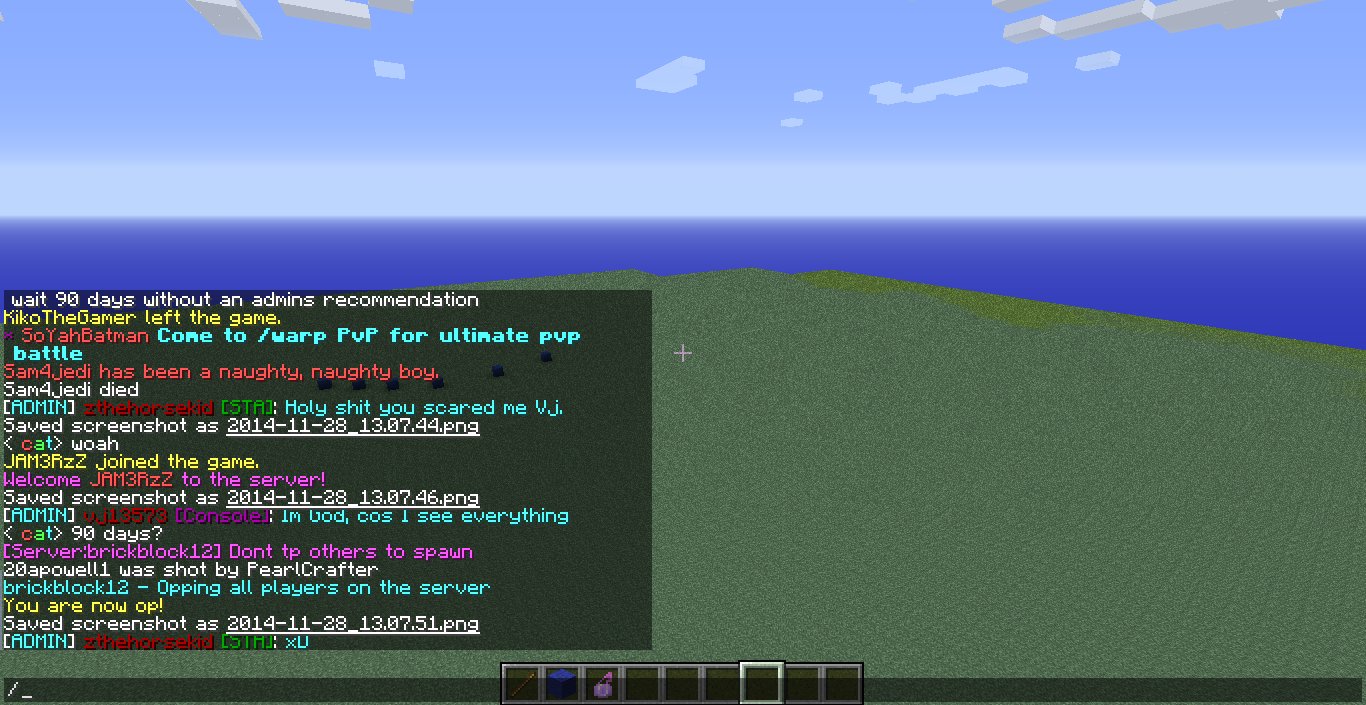 wait 90 days without an admins recommendation
KikoTheGamer left the game.
* SoYahBatman Come to /warp PvP for ultimate pvp
battle
Sam4jedi has been a naughty, naughty boy.
Sam4jedi died
[ADMIN] zthehorsekid [STA]: Holy shit you scared me Vj.
Saved screenshot as 2014-11-28_13.07.44.png
< cat> woah
JAM3RzZ joined the game.
Welcome JAM3RzZ to the server!
Saved screenshot as 2014-11-28_13.07.46.png
[ADMIN] vj13573 [Console]: Im God, cos I see everything
< cat> 90 days?
[Server:brickblock12] Dont tp others to spawn
20apowell1 was shot by PearlCrafter
brickblock12 - Opping all players on the server
You are now op!
Saved screenshot as 2014-11-28_13.07.51.png
[ADMIN] zthehorsekid [STA]: xD
/_